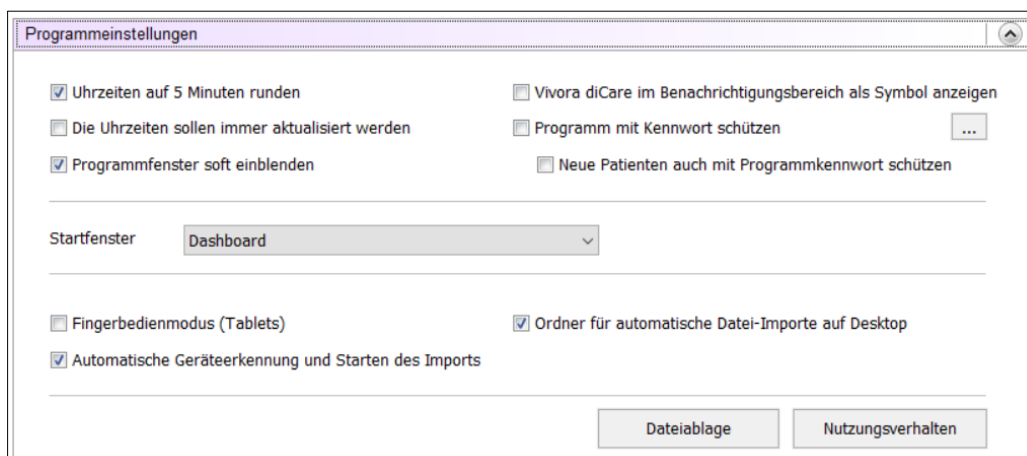 Programmeinstellungen
Uhrzeiten auf 5 Minuten runden
Vivora diCare im Benachrichtigungsbereich als Symbol anzeigen
Die Uhrzeiten sollen immer aktualisiert werden
Programm mit Kennwort schützen
...
Programmfenster soft einblenden
Neue Patienten auch mit Programmkennwort schützen
Startfenster
Dashboard
Fingerbedienmodus (Tablets)
Ordner für automatische Datei-Importe auf Desktop
Automatische Geräteerkennung und Starten des Imports
Dateiablage
Nutzungsverhalten